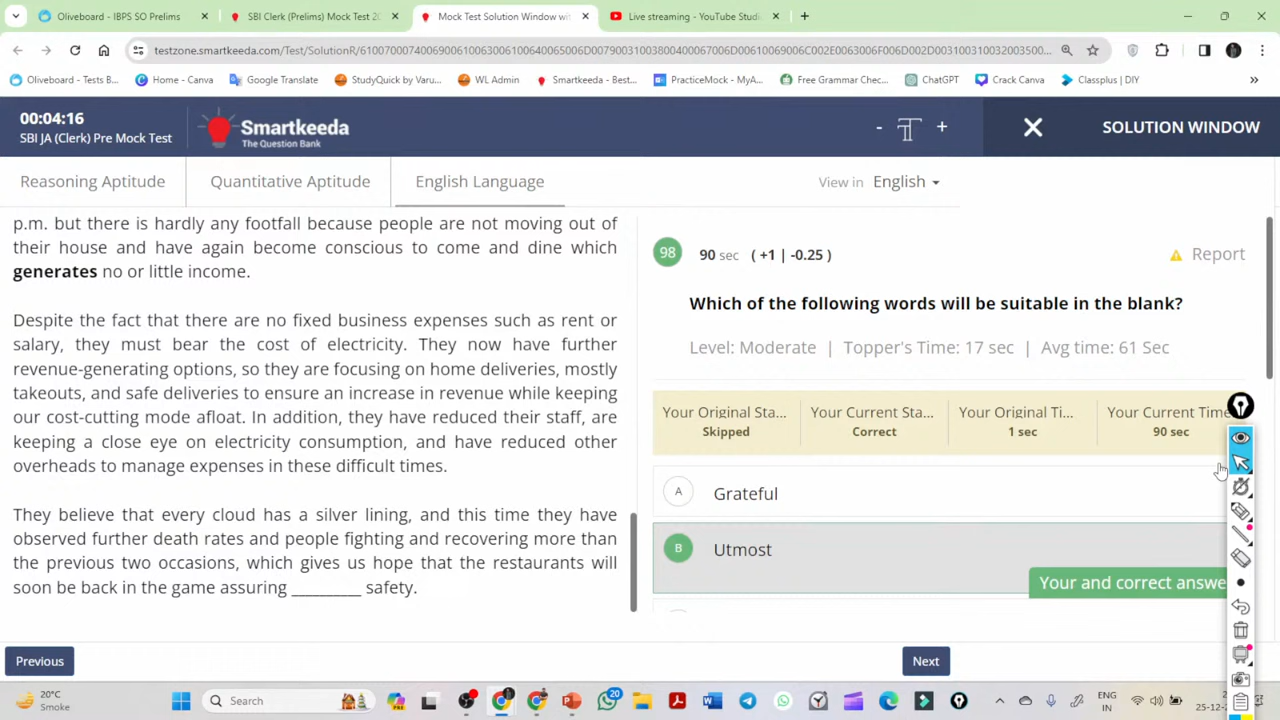 Oliveboard - IBPS SO Prelims
SBI Clerk (Prelims) Mock Test 20
Mock Test Solution Window wit
Live streaming - YouTube Studi
testzone.smartkeeda.com/Test/SolutionR/6100700074006900610063006100640065006D00790031003800400067006D00610069006C002E0063006F006D002D003100310032003500...
Oliveboard - Tests B...
Home - Canva
Google Translate
StudyQuick by Varu...
WL Admin
Smartkeeda - Best...
PracticeMock - MyA...
Free Grammar Chec...
ChatGPT
Crack Canva
Classplus | DIY
00:04:16
SBI JA (Clerk) Pre Mock Test
Smartkeeda
The Question Bank
- T +
SOLUTION WINDOW
Reasoning Aptitude
Quantitative Aptitude
English Language
View in English
p.m. but there is hardly any footfall because people are not moving out of
their house and have again become conscious to come and dine which
generates no or little income.
Despite the fact that there are no fixed business expenses such as rent or
salary, they must bear the cost of electricity. They now have further
revenue-generating options, so they are focusing on home deliveries, mostly
takeouts, and safe deliveries to ensure an increase in revenue while keeping
our cost-cutting mode afloat. In addition, they have reduced their staff, are
keeping a close eye on electricity consumption, and have reduced other
overheads to manage expenses in these difficult times.
They believe that every cloud has a silver lining, and this time they have
observed further death rates and people fighting and recovering more than
the previous two occasions, which gives us hope that the restaurants will
soon be back in the game assuring __________ safety.
98
90 sec ( +1 | -0.25 )
Report
Which of the following words will be suitable in the blank?
Level: Moderate | Topper's Time: 17 sec | Avg time: 61 Sec
Your Original Sta...
Your Current Sta...
Your Original Ti...
Your Current Time
Skipped
Correct
1 sec
90 sec
A
Grateful
B
Utmost
Your and correct answe
Previous
Next
20°C
Smoke
Search
20
ENG
IN
25-12-